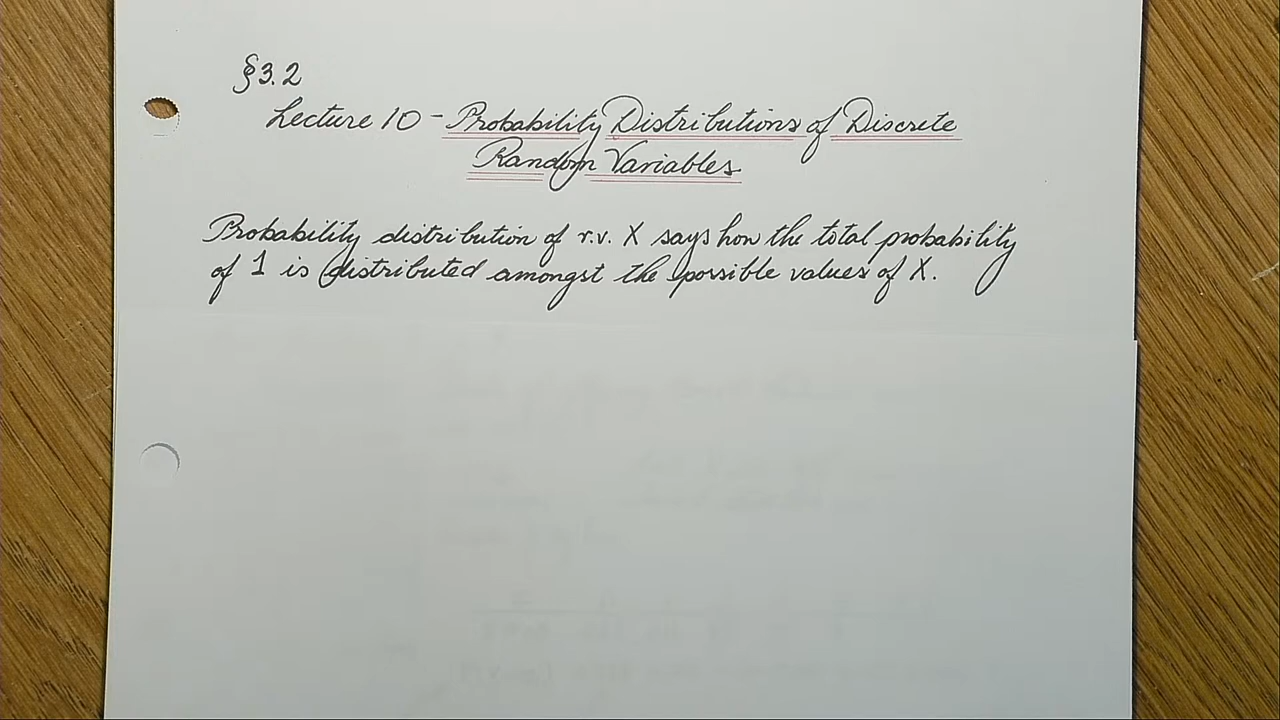 §3.2
Lecture 10 - Probability Distributions of Discrete
Random Variables
Probability distribution of r.v. X says how the total probability
of 1 is distributed amongst the possible values of X.